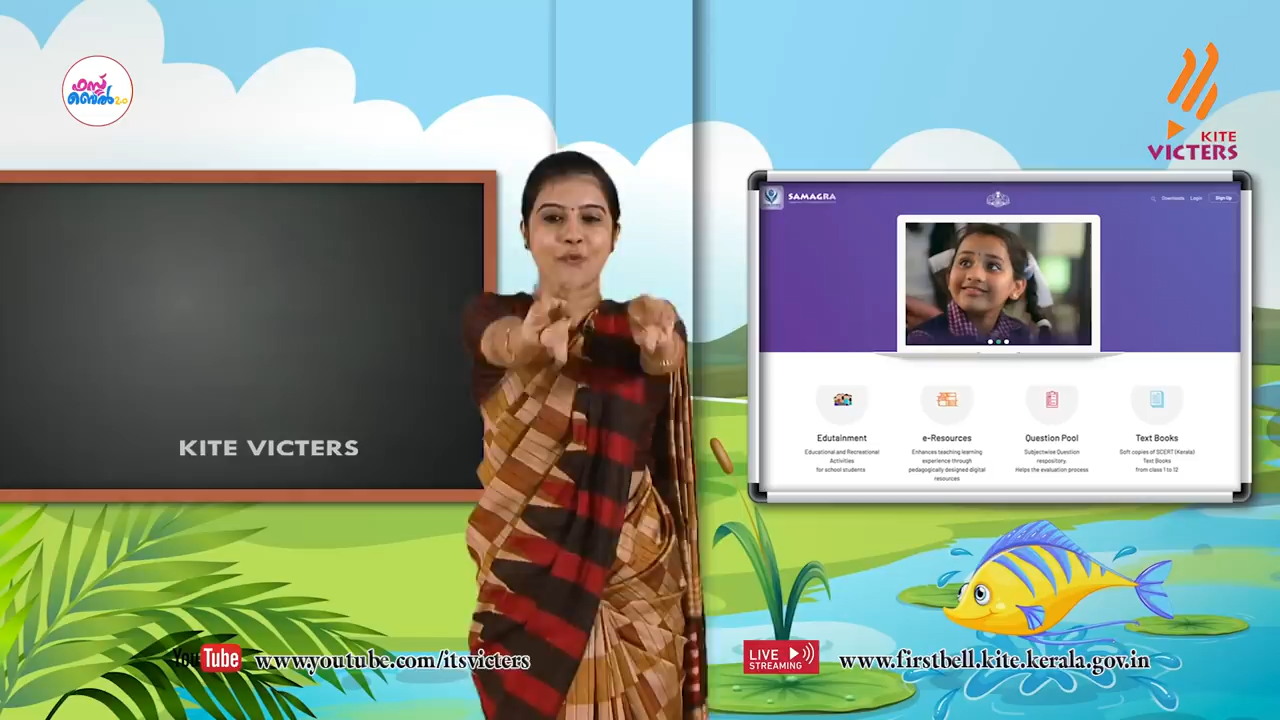 ഫസ്റ്റ്
ബെൽ 2.0
KITE
VICTERS
SAMAGRA
Downloads Login Sign Up
KITE VICTERS
Edutainment
Educational and Recreational
Activities
for school students
e-Resources
Enhances teaching learning
experience through
pedagogically designed digital
resources
Question Pool
Subjectwise Question
respository.
Helps the evaluation process
Text Books
Soft copies of SCERT (Kerala)
Text Books
from class 1 to 12
YouTube www.youtube.com/itsvicters
LIVE
STREAMING
www.firstbell.kite.kerala.gov.in